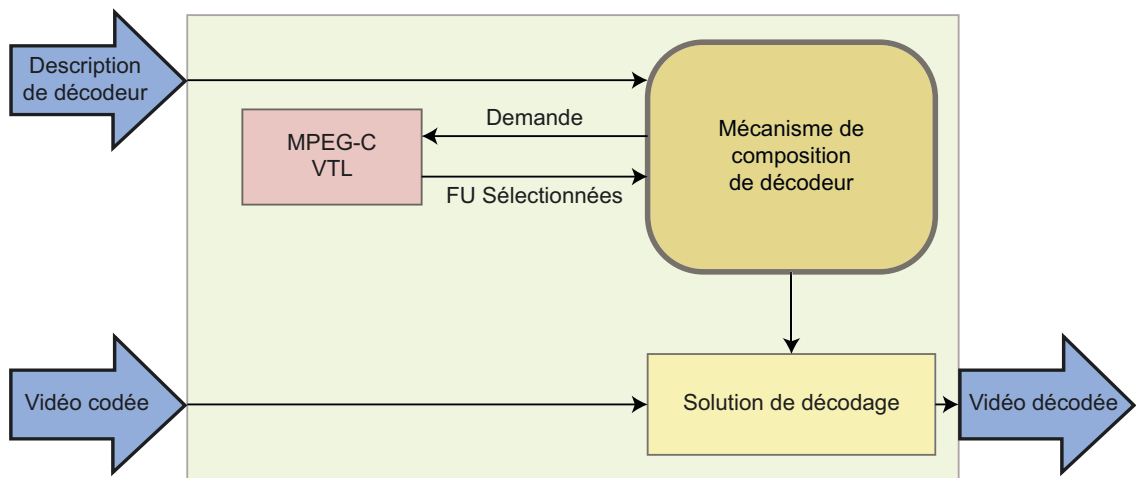 Description
de décodeur
Demande
MPEG-C
VTL
FU Sélectionnées
Mécanisme de
composition
de décodeur
Vidéo codée
Solution de décodage
Vidéo décodée